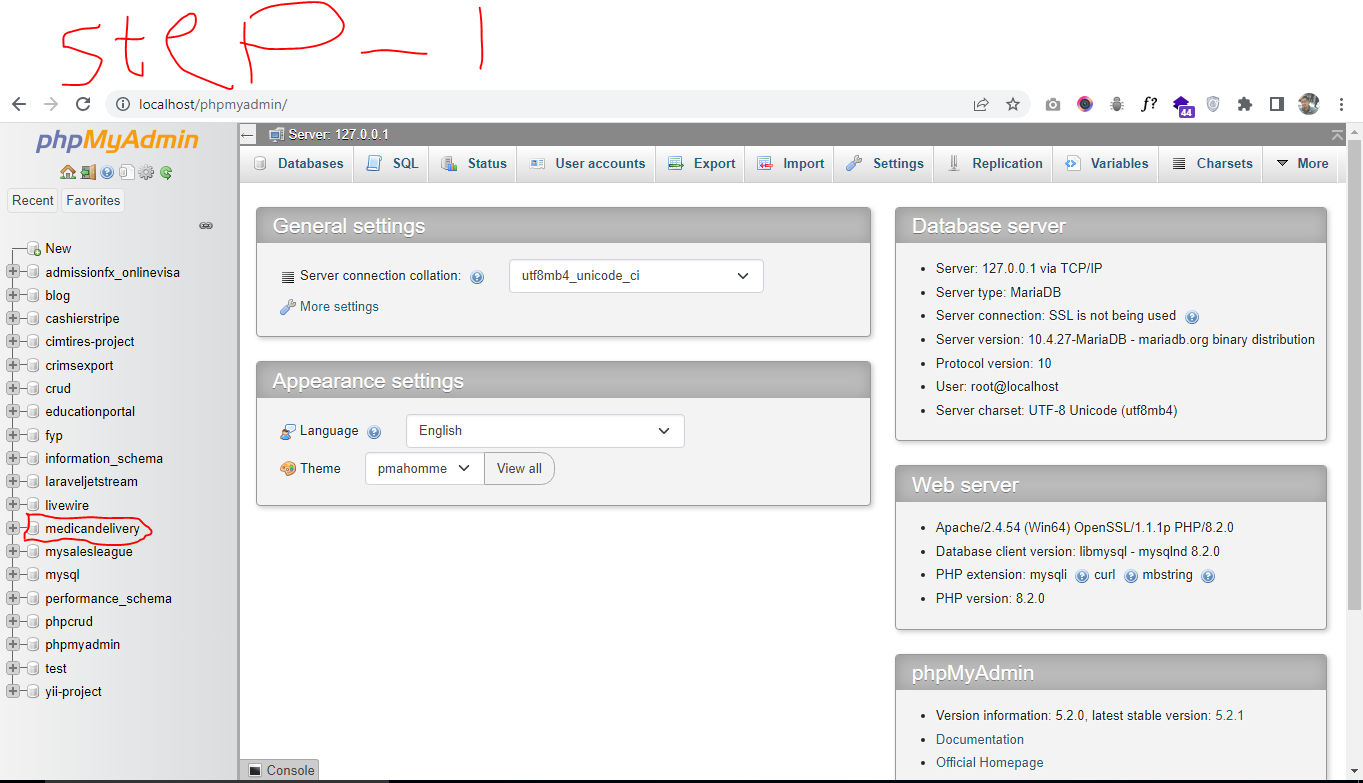 steP-1
localhost/phpmyadmin/
44
phpMyAdmin
Recent Favorites
New
admissionfx_onlinevisa
blog
cashierstripe
cimtires-project
crimsexport
crud
educationportal
fyp
information_schema
laraveljetstream
livewire
medicandelivery
mysalesleague
mysql
performance_schema
phpcrud
phpmyadmin
test
yii-project
Server: 127.0.0.1
Databases SQL Status User accounts Export Import Settings Replication Variables Charsets More
General settings
Server connection collation: utf8mb4_unicode_ci
More settings
Appearance settings
Language English
Theme pmahomme View all
Database server
Server: 127.0.0.1 via TCP/IP
Server type: MariaDB
Server connection: SSL is not being used
Server version: 10.4.27-MariaDB - mariadb.org binary distribution
Protocol version: 10
User: root@localhost
Server charset: UTF-8 Unicode (utf8mb4)
Web server
Apache/2.4.54 (Win64) OpenSSL/1.1.1p PHP/8.2.0
Database client version: libmysql - mysqlnd 8.2.0
PHP extension: mysqli curl mbstring
PHP version: 8.2.0
phpMyAdmin
Version information: 5.2.0, latest stable version: 5.2.1
Documentation
Official Homepage
Console